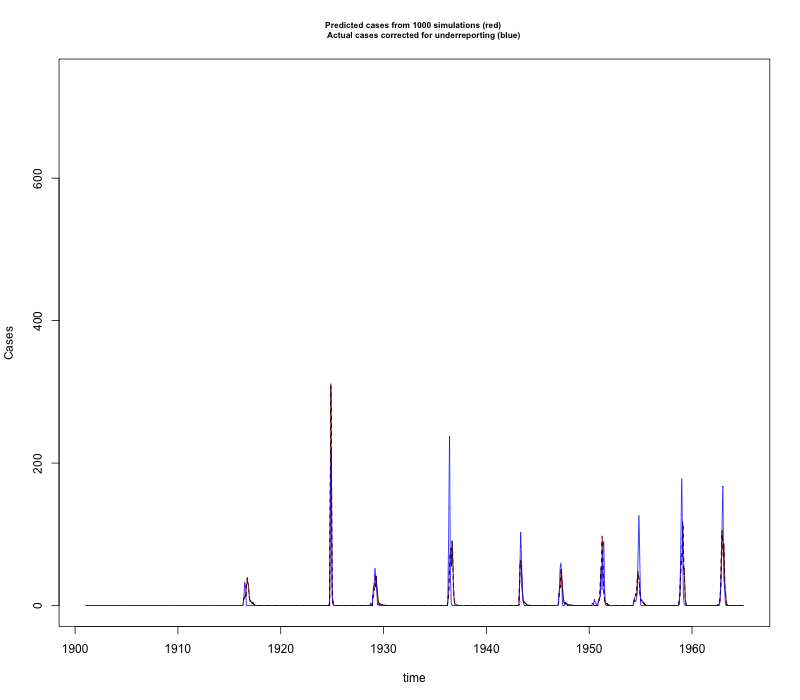 Predicted cases from 1000 simulations (red)
Actual cases corrected for underreporting (blue)
600
400
200
0
Cases
1900 1910 1920 1930 1940 1950 1960
time